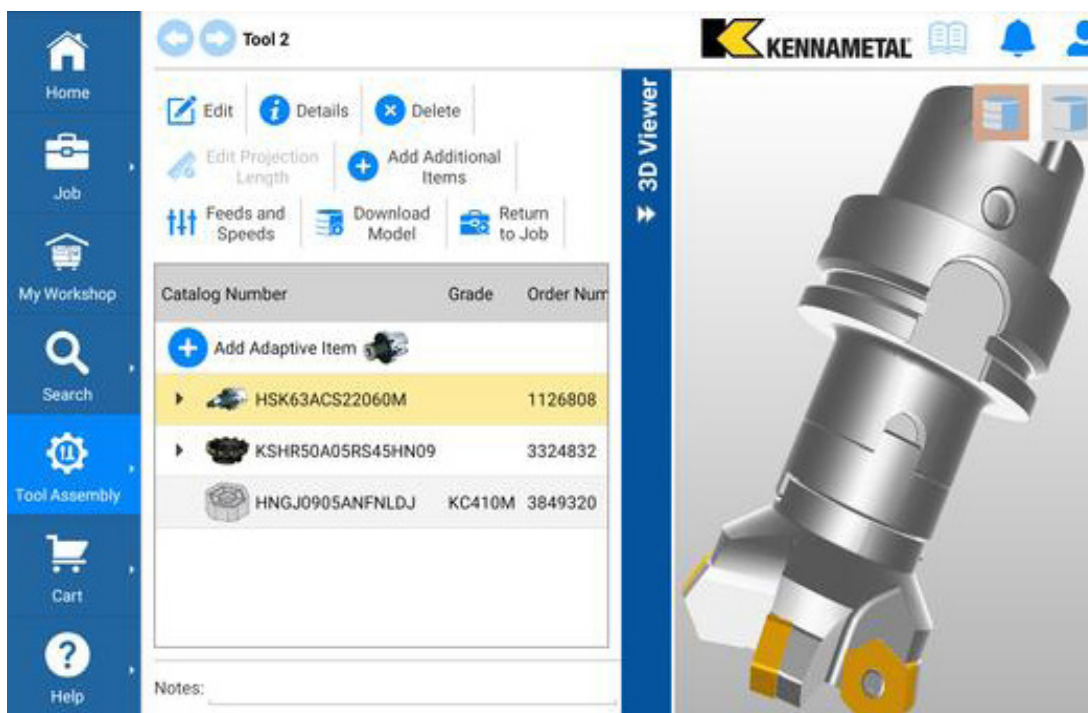 Tool 2
KENNAMETAL
Home
Job
My Workshop
Search
Tool Assembly
Cart
Help
Edit
Details
Delete
Edit Projection
Length
Add Additional
Items
Feeds and
Speeds
Download
Model
Return
to Job
Catalog Number Grade Order Num
Add Adaptive Item
HSK63ACS22060M 1126808
KSHR50A05RS45HN09 3324832
HNGJ0905ANFNLDJ KC410M 3849320
Notes:
3D Viewer